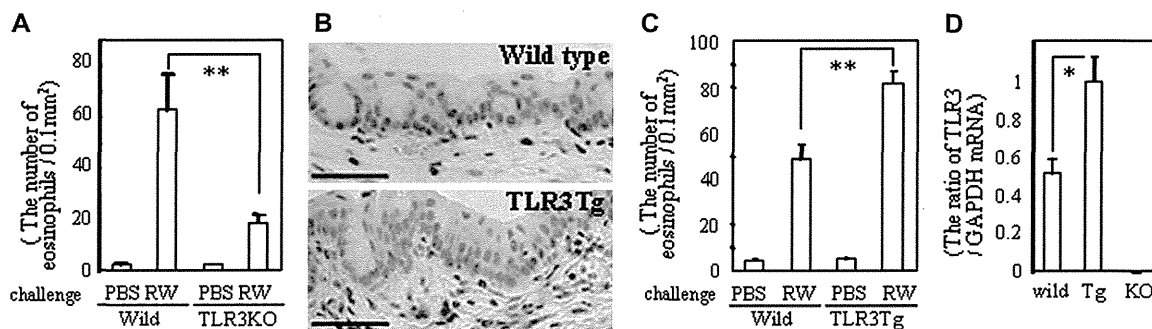 A
( The number of
eosinophils / 0.1mm²)
80
60
40
20
0
**
challenge
PBS RW PBS RW
Wild TLR3KO
B
Wild type
TLR3Tg
C
( The number of
eosinophils / 0.1mm²)
100
80
60
40
20
0
**
PBS RW PBS RW
Wild TLR3Tg
D
(The ratio of TLR3
/GAPDH mRNA)
1
0.8
0.6
0.4
0.2
0
*
wild Tg KO